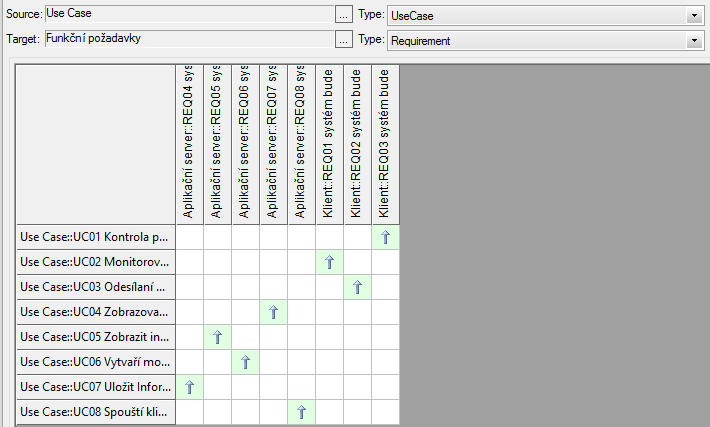 Source: Use Case ... Type: UseCase
Target: Funkční požadavky ... Type: Requirement
Aplikační server::REQ04 sys
Aplikační server::REQ05 sys
Aplikační server::REQ06 sys
Aplikační server::REQ07 sys
Aplikační server::REQ08 sys
Klient::REQ01 systém bude
Klient::REQ02 systém bude
Klient::REQ03 systém bude
Use Case::UC01 Kontrola p...
Use Case::UC02 Monitorov...
Use Case::UC03 Odesílaní ...
Use Case::UC04 Zobrazova...
Use Case::UC05 Zobrazit in...
Use Case::UC06 Vytvaří mo...
Use Case::UC07 Uložit Infor...
Use Case::UC08 Spouští kli...